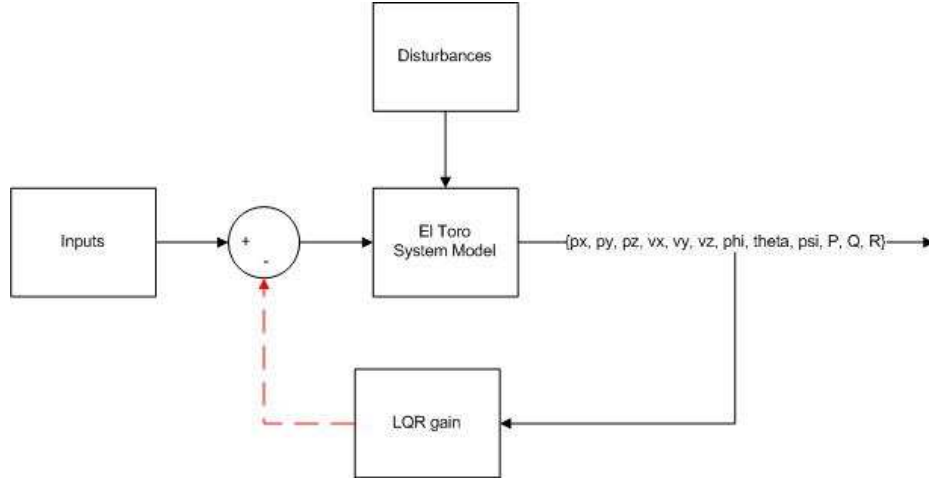 Disturbances
Inputs
+
-
El Toro
System Model
{px, py, pz, vx, vy, vz, phi, theta, psi, P, Q, R}
LQR gain